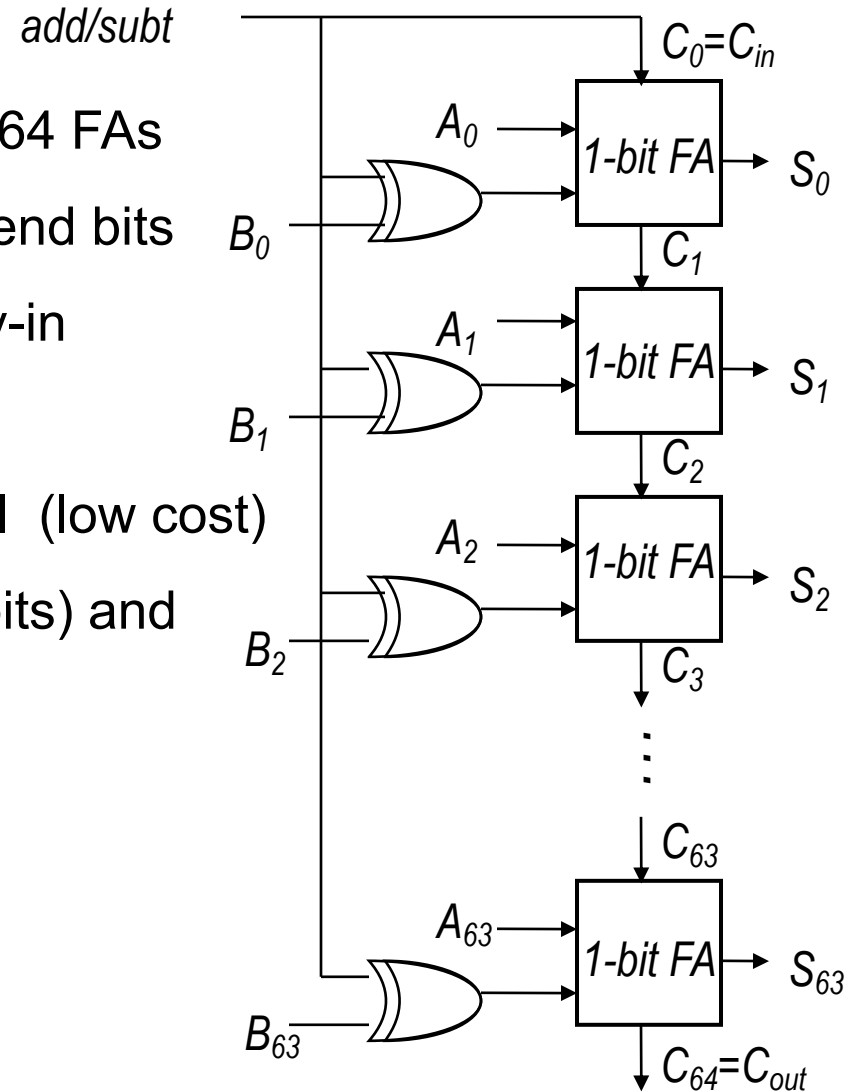 add/subt
C0=Cin
64 FAs
A0
1-bit FA
S0
end bits
B0
C1
-in
A1
1-bit FA
S1
B1
C2
(low cost)
A2
1-bit FA
S2
its) and
B2
C3
⋮
C63
A63
1-bit FA
S63
B63
C64=Cout